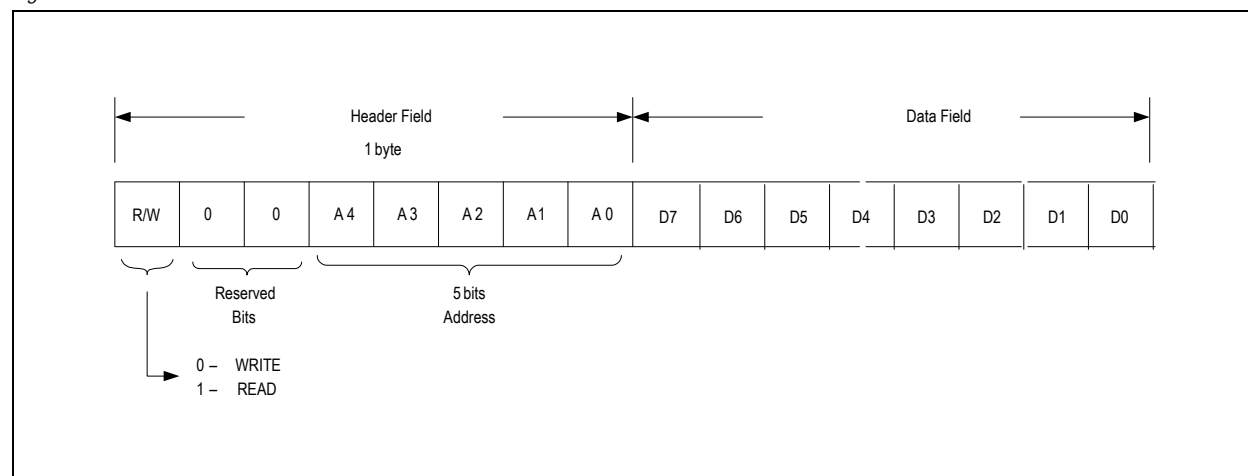 Header Field Data Field
1 byte
R/W 0 0 A 4 A 3 A 2 A 1 A 0 D7 D6 D5 D4 D3 D2 D1 D0
Reserved
Bits
5 bits
Address
0 – WRITE
1 – READ